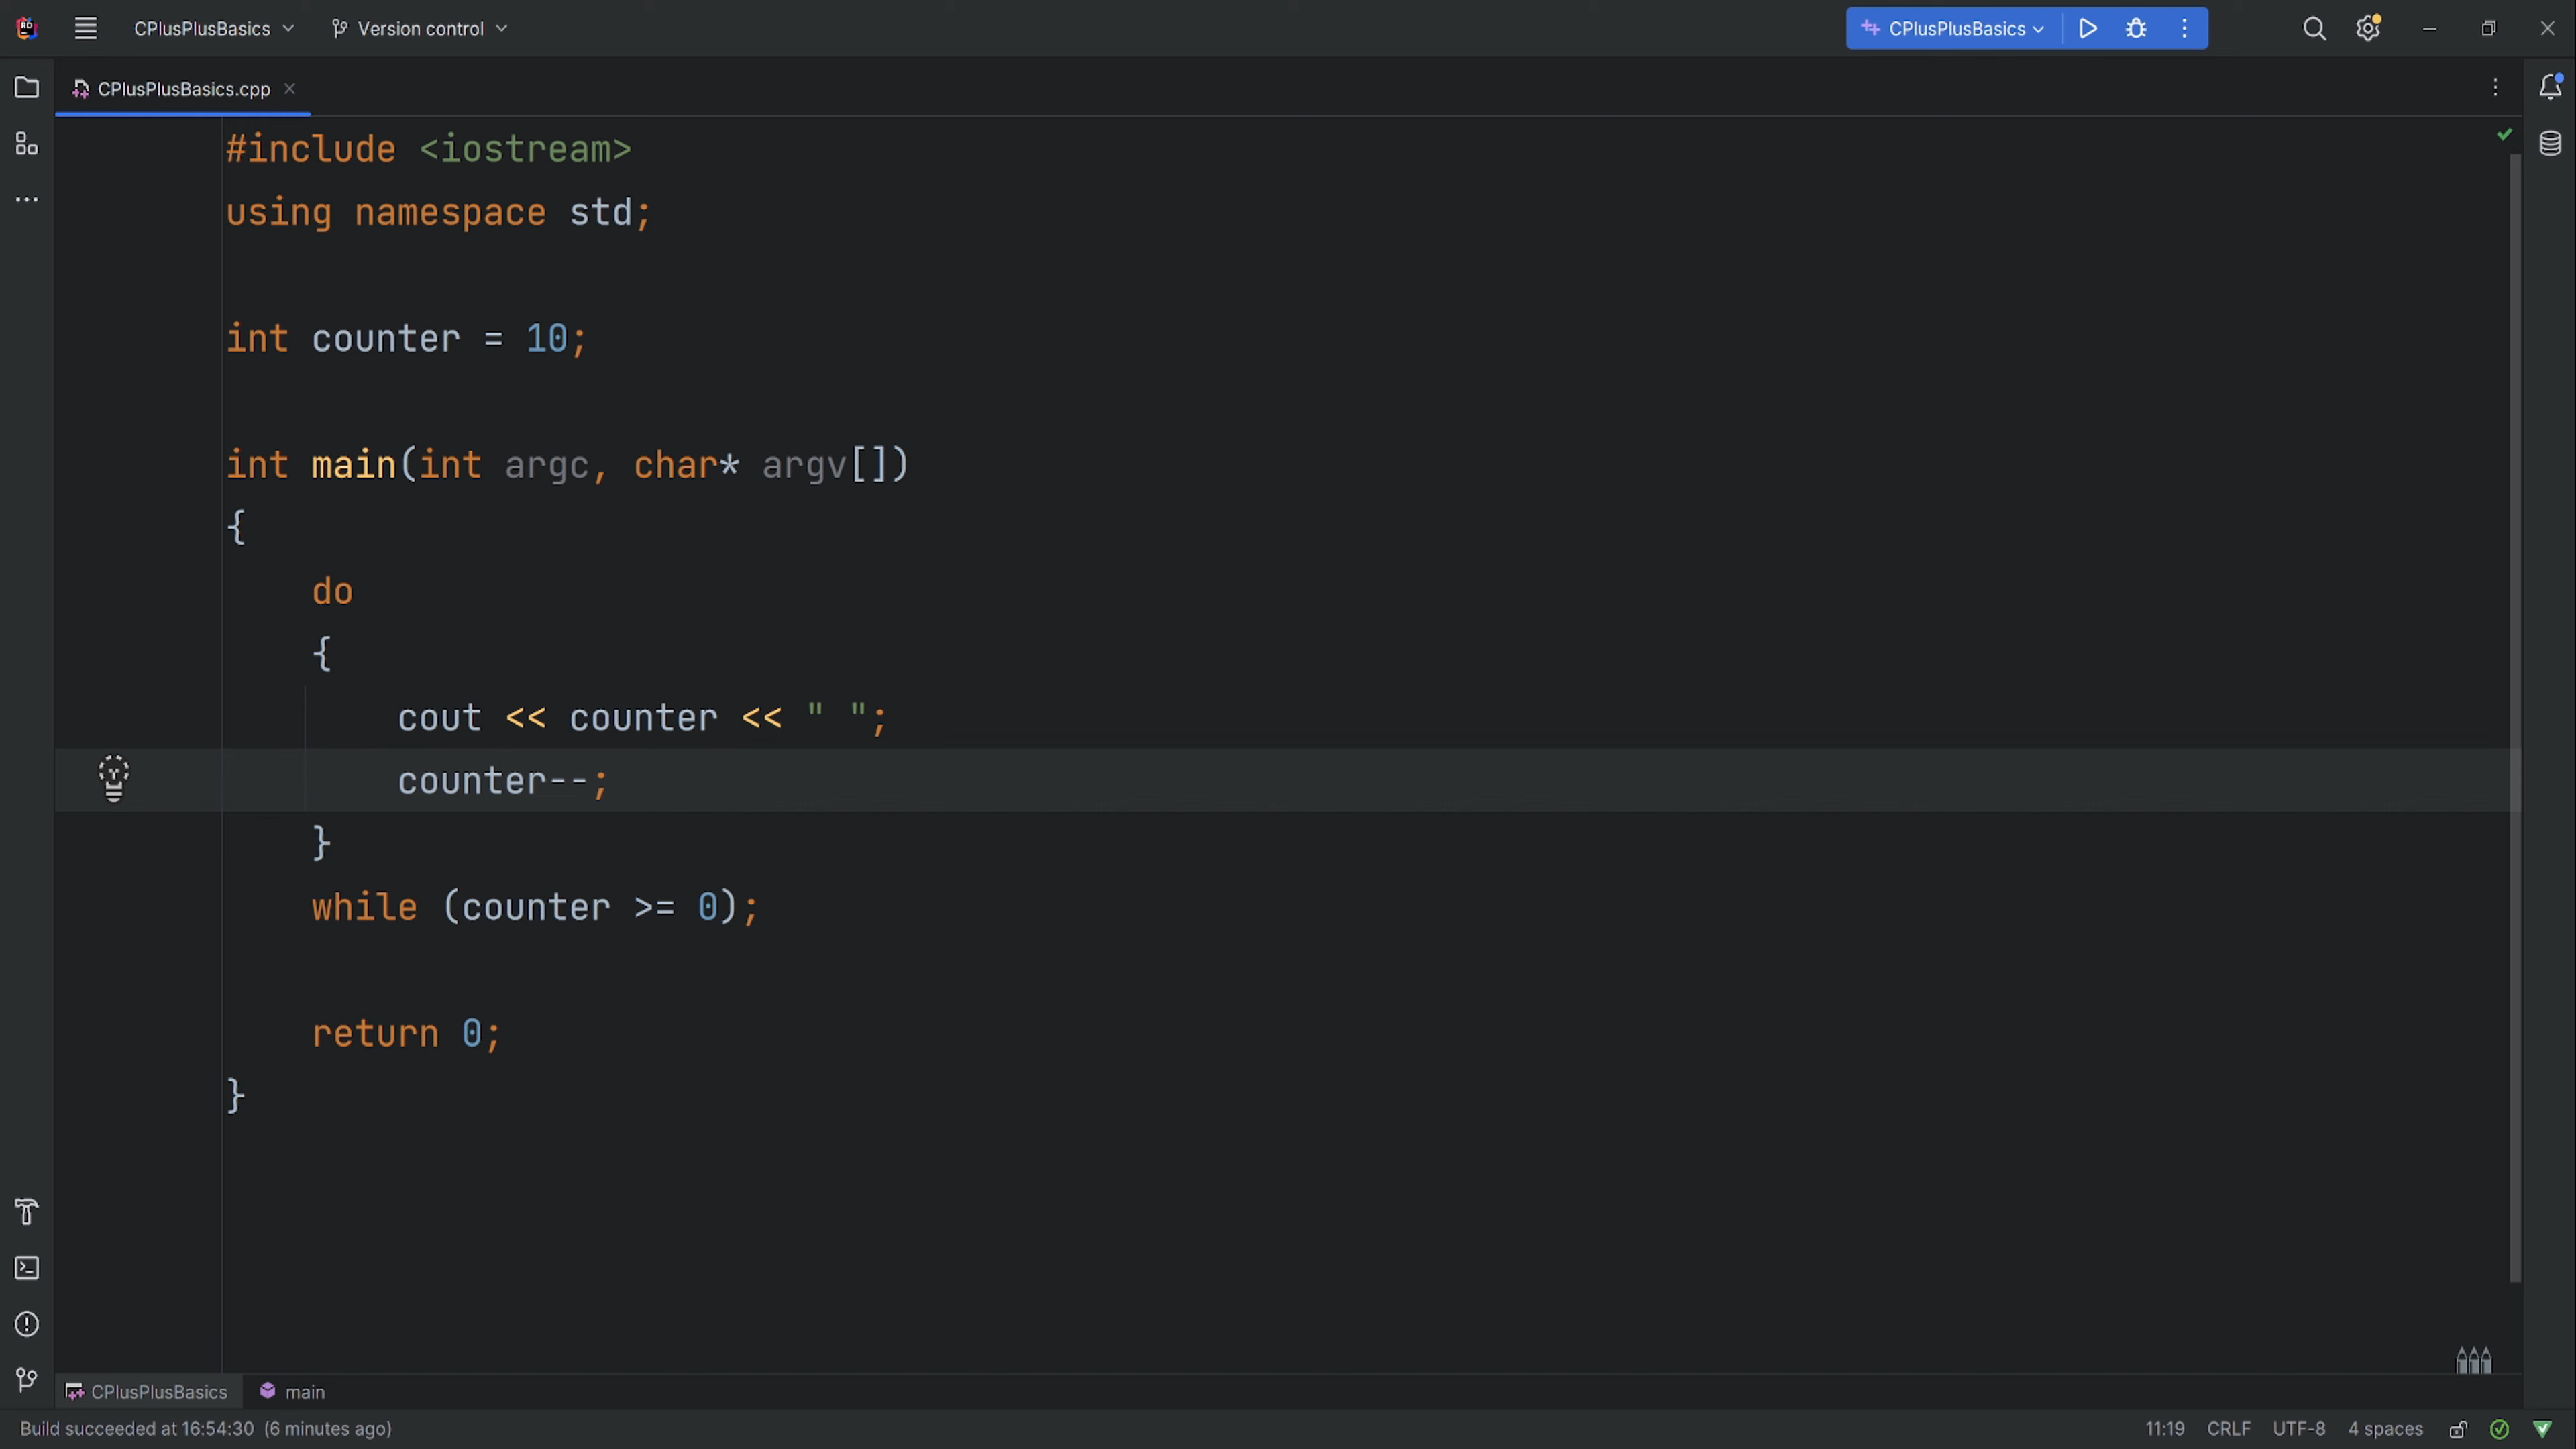 CPlusPlusBasics Version control CPlusPlusBasics
CPlusPlusBasics.cpp
#include <iostream>
using namespace std;
int counter = 10;
int main(int argc, char* argv[])
{
do
{
cout << counter << " ";
counter--;
}
while (counter >= 0);
return 0;
}
CPlusPlusBasics main
Build succeeded at 16:54:30 (6 minutes ago) 11:19 CRLF UTF-8 4 spaces